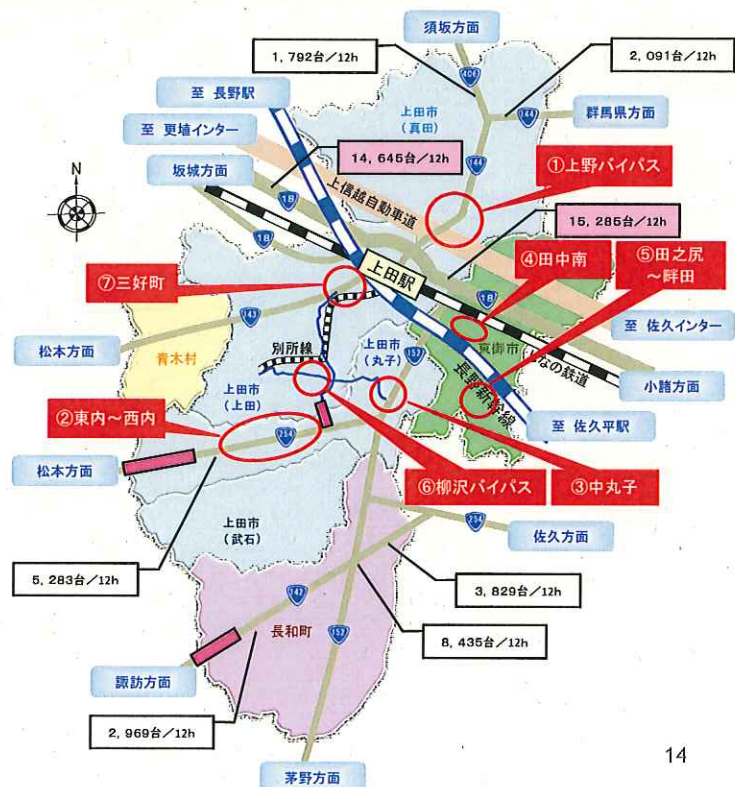 須坂方面
1,792台/12h
2,091台/12h
406
144
至 長野駅
上田市
(真田)
群馬県方面
至 更埴インター
144
14,645台/12h
坂城方面
①上野バイパス
上信越自動車道
N
18
15,285台/12h
18
④田中南
⑤田之尻
~畔田
上田駅
⑦三好町
18
至 佐久インター
143
上田市
(丸子)
152
東御市
なの鉄道
松本方面
別所線
青木村
小諸方面
上田市
(上田)
長野新幹線
②東内~西内
至 佐久平駅
254
松本方面
⑥柳沢バイパス
③中丸子
254
上田市
(武石)
佐久方面
5,283台/12h
3,829台/12h
142
8,435台/12h
長和町
152
諏訪方面
2,969台/12h
14
茅野方面